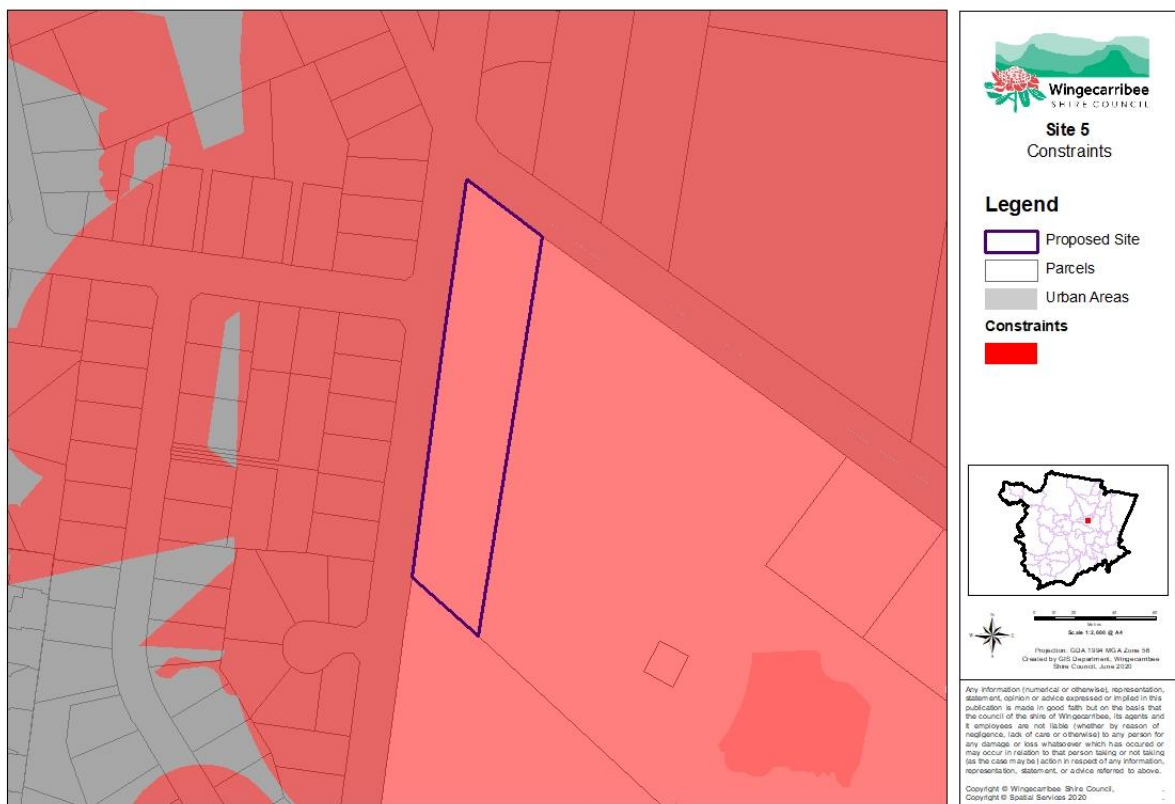 Wingecarribee
SHIRE COUNCIL
Site 5
Constraints
Legend
Proposed Site
Parcels
Urban Areas
Constraints
Scale 1:2,000 @ A4
Projection: GDA 1994 MGA Zone 56
Created by GIS Department, Wingecarribee
Shire Council, June 2020
Any information (numerical or otherwise), representation,
statement, opinion or advice expressed or implied in this
publication is made in good faith but on the basis that
the council of the shire of Wingecarribee, its agents and
it employees are not liable (whether by reason of
negligence, lack of care or otherwise) to any person for
any damage or loss whatsoever which has occured or
may occur in relation to that person taking or not taking
(as the case may be) action in respect of any information,
representation, statement, or advice referred to above.
Copyright © Wingecarribee Shire Council,
Copyright © Spatial Services 2020